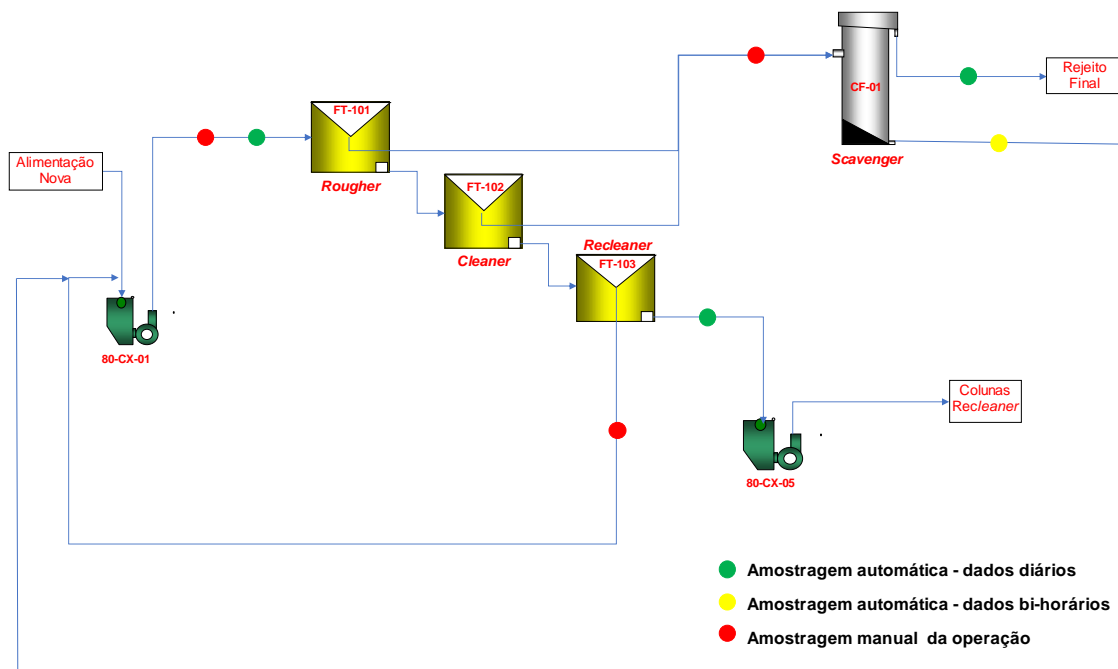 Rejeito
Final
CF-01
Scavenger
FT-101
Rougher
Alimentação
Nova
FT-102
Cleaner
Recleaner
FT-103
80-CX-01
Colunas
Recleaner
80-CX-05
Amostragem automática - dados diários
Amostragem automática - dados bi-horários
Amostragem manual da operação